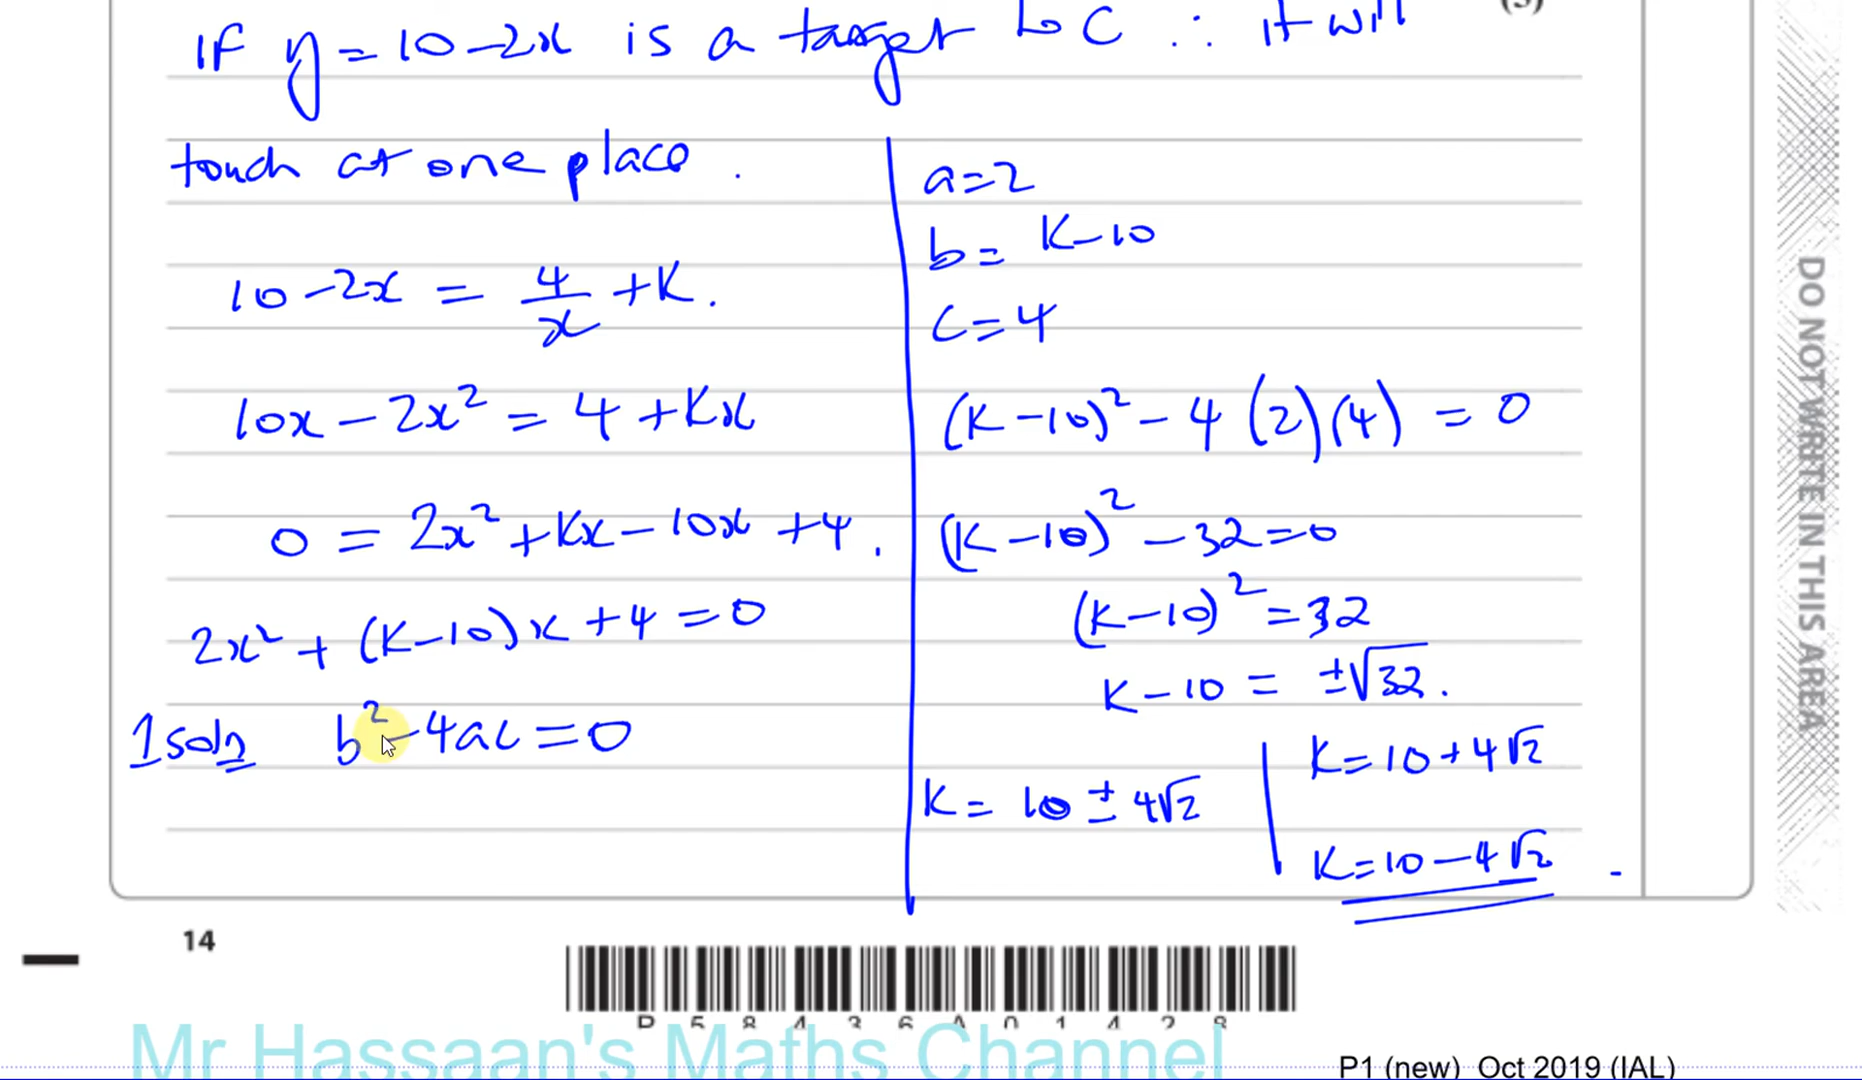 If y = 10 - 2x is a target to C ∴ it will
touch at one place.
10 - 2x = 4/x + K.
10x - 2x² = 4 + Kx
0 = 2x² + Kx - 10x + 4.
2x² + (K-10)x + 4 = 0
1 soln b² - 4ac = 0
a = 2
b = K - 10
c = 4
(K - 10)² - 4(2)(4) = 0
(K - 10)² - 32 = 0
(K - 10)² = 32
K - 10 = ±√32.
K = 10 ± 4√2
K = 10 + 4√2
K = 10 - 4√2.
DO NOT WRITE IN THIS AREA
14
Mr Hassaan's Maths Channel
P1 (new) Oct 2019 (IAL)